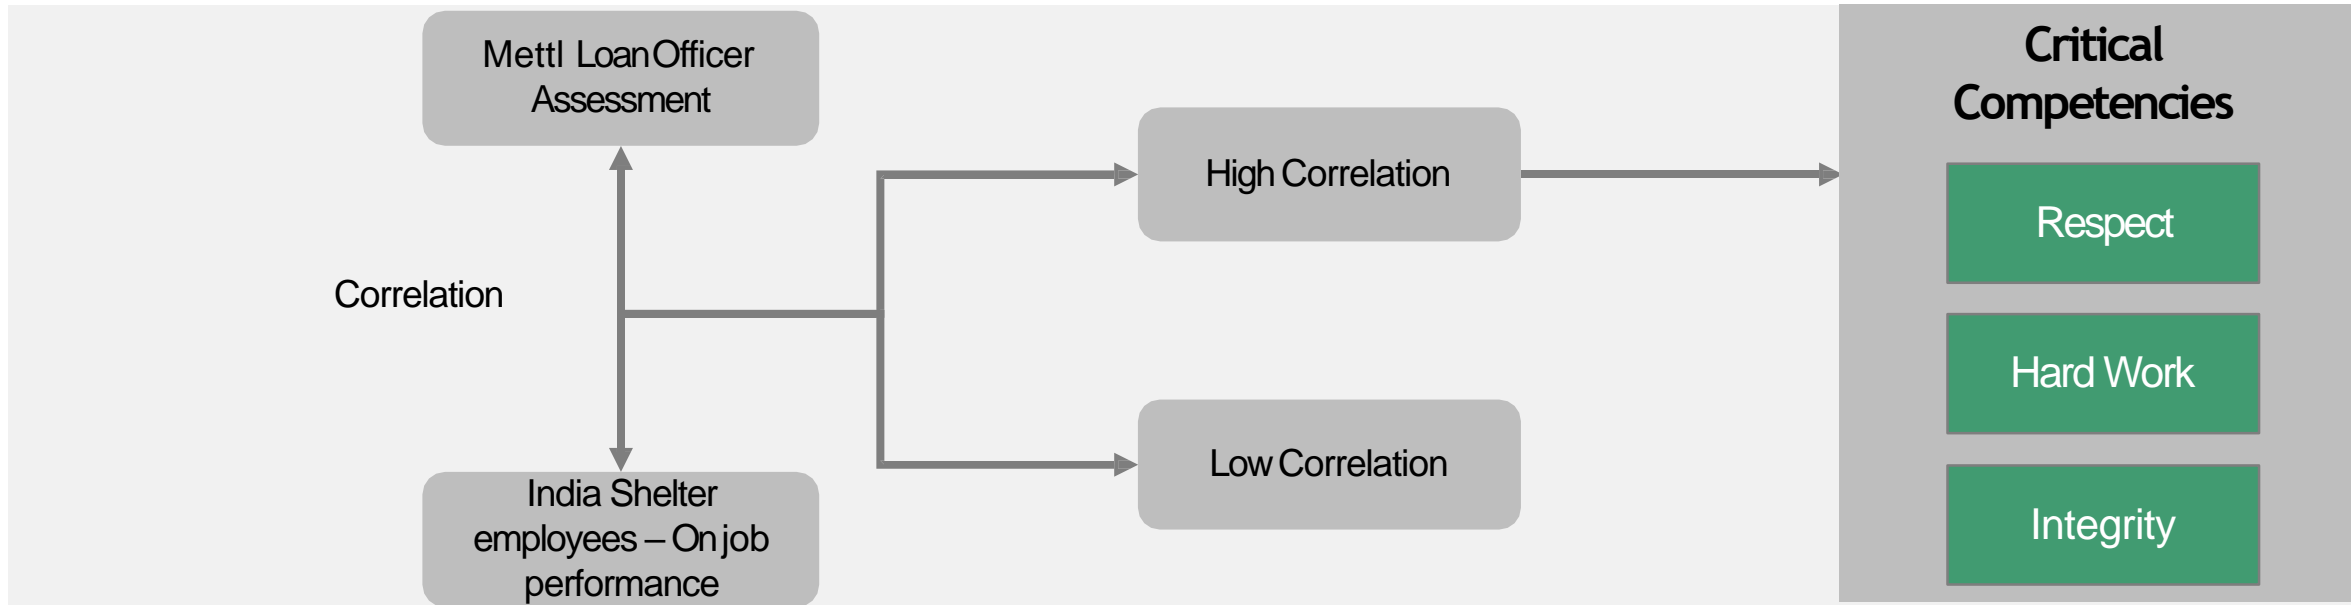 Mettl Loan Officer
Assessment
Correlation
India Shelter
employees – On job
performance
High Correlation
Low Correlation
Critical
Competencies
Respect
Hard Work
Integrity